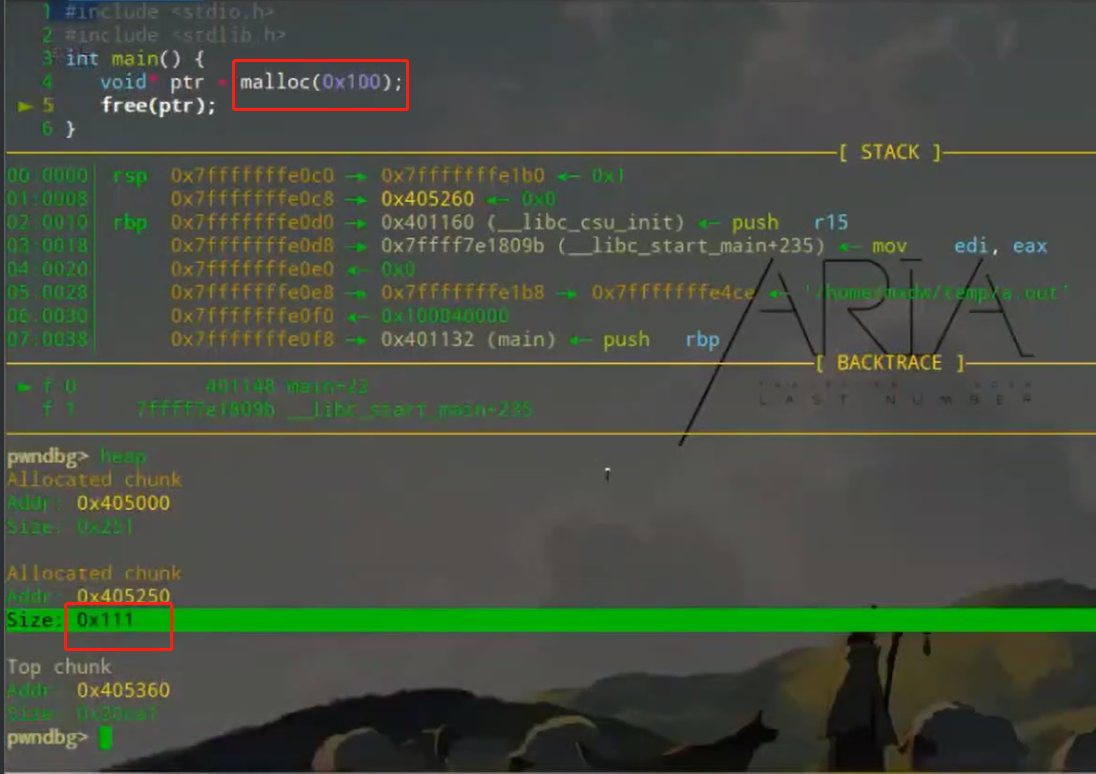 1 #include <stdio.h>
2 #include <stdlib.h>
3 int main() {
4 void* ptr = malloc(0x100);
► 5 free(ptr);
6 }
[ STACK ]
00:0000│ rsp 0x7fffffffe0c0 —▸ 0x7fffffffe1b0 ◂— 0x1
01:0008│ 0x7fffffffe0c8 —▸ 0x405260 ◂— 0x0
02:0010│ rbp 0x7fffffffe0d0 —▸ 0x401160 (__libc_csu_init) ◂— push r15
03:0018│ 0x7fffffffe0d8 —▸ 0x7ffff7e1809b (__libc_start_main+235) ◂— mov edi, eax
04:0020│ 0x7fffffffe0e0 ◂— 0x0
05:0028│ 0x7fffffffe0e8 —▸ 0x7fffffffe1b8 —▸ 0x7fffffffe4ce ◂— '/home/mxdw/temp/a.out'
06:0030│ 0x7fffffffe0f0 ◂— 0x100040000
07:0038│ 0x7fffffffe0f8 —▸ 0x401132 (main) ◂— push rbp
ARIA
[ BACKTRACE ]
LAST NUMBER
► f 0 401148 main+22
f 1 7ffff7e1809b __libc_start_main+235
pwndbg> heap
Allocated chunk
Addr: 0x405000
Size: 0x251
Allocated chunk
Addr: 0x405250
Size: 0x111
Top chunk
Addr: 0x405360
Size: 0x20ca1
pwndbg>